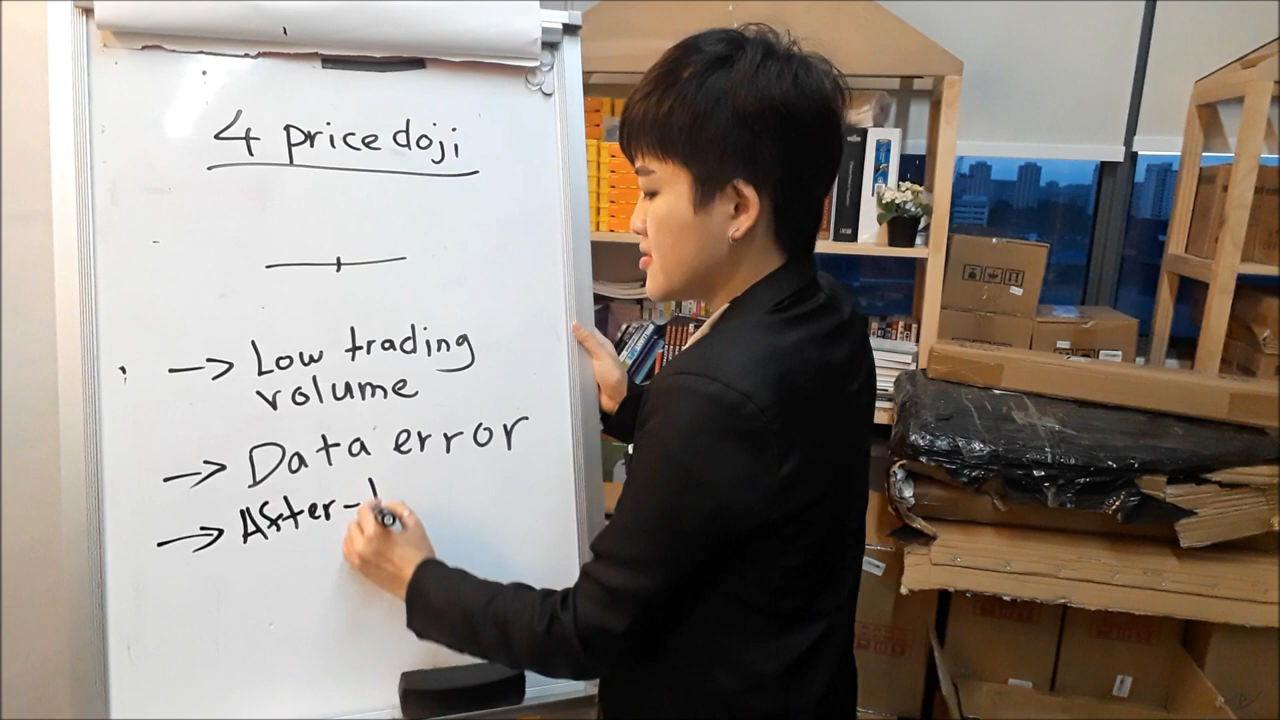 4 price doji
→ Low trading
volume
→ Data error
→ After-